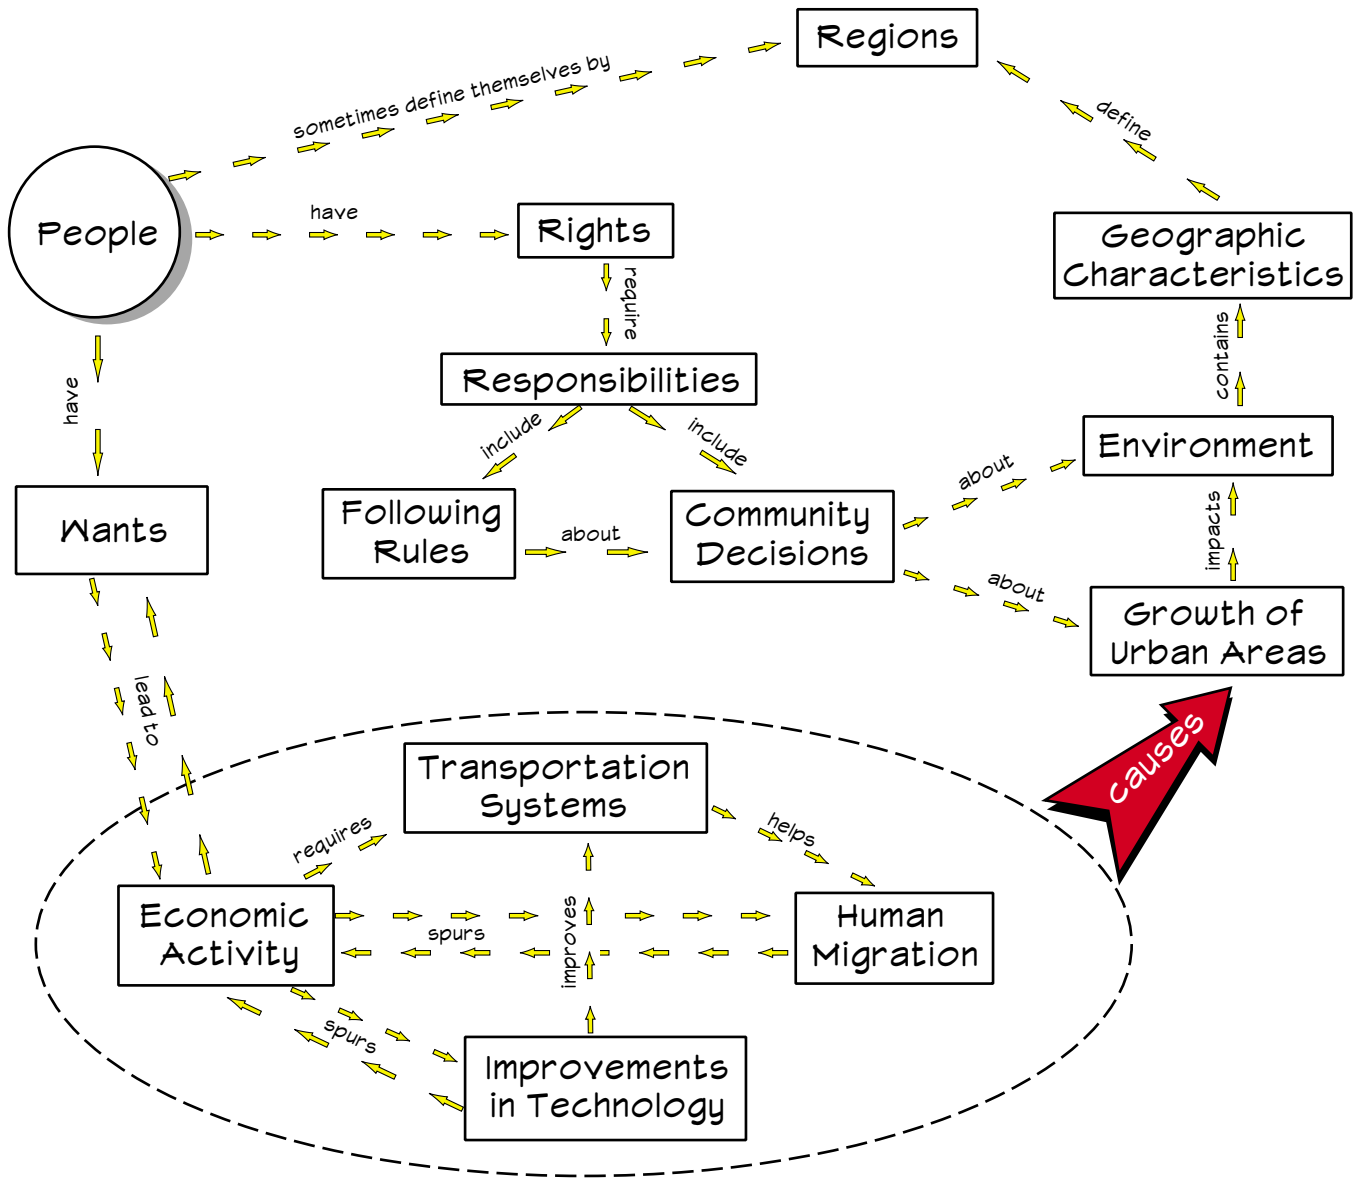 Regions
sometimes define themselves by
define
People
have
Rights
Geographic
Characteristics
require
contains
have
Responsibilities
include
include
Environment
about
Wants
Following
Rules
about
Community
Decisions
impacts
about
Growth of
Urban Areas
lead to
causes
Transportation
Systems
requires
helps
Economic
Activity
spurs
improves
Human
Migration
spurs
Improvements
in Technology